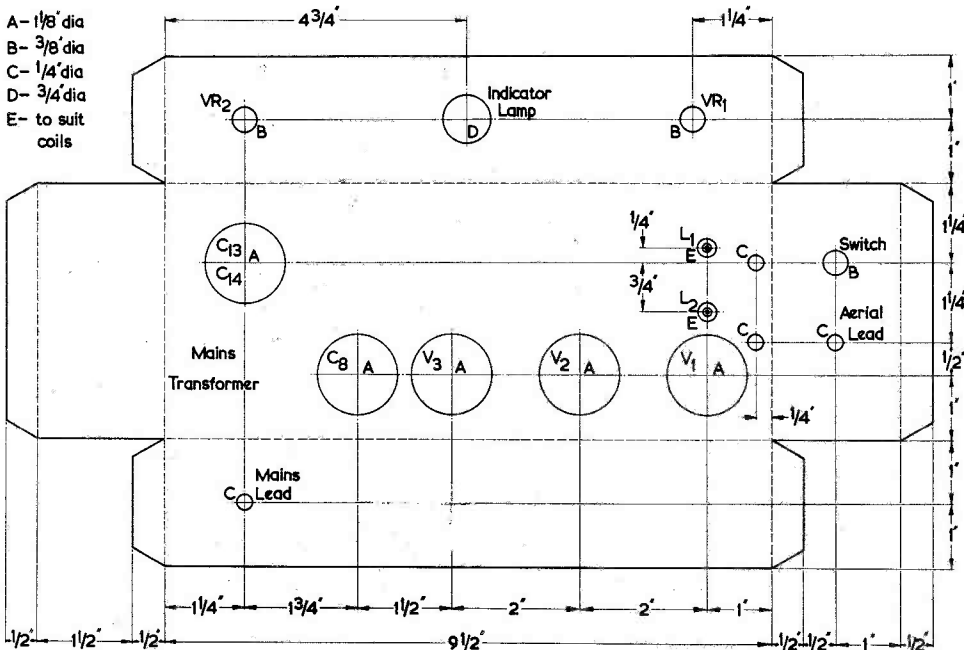 A- 1 1/8" dia
B- 3/8" dia
C- 1/4" dia
D- 3/4" dia
E- to suit
coils
4 3/4"
1 1/4"
VR2
B
Indicator
Lamp
D
VR1
B
1"
1"
C13
C14
A
1/4"
L1
E
C
Switch
B
1 1/4"
3/4"
L2
E
C
Aerial
Lead
C
1 1/4"
Mains
Transformer
C8
A
V3
A
V2
A
V1
A
1/2"
1/4"
1"
Mains
Lead
C
1"
1"
1 1/4"
1 3/4"
1 1/2"
2"
2"
1"
1/2"
1 1/2"
1/2"
9 1/2"
1/2"
1/2"
1"
1/2"